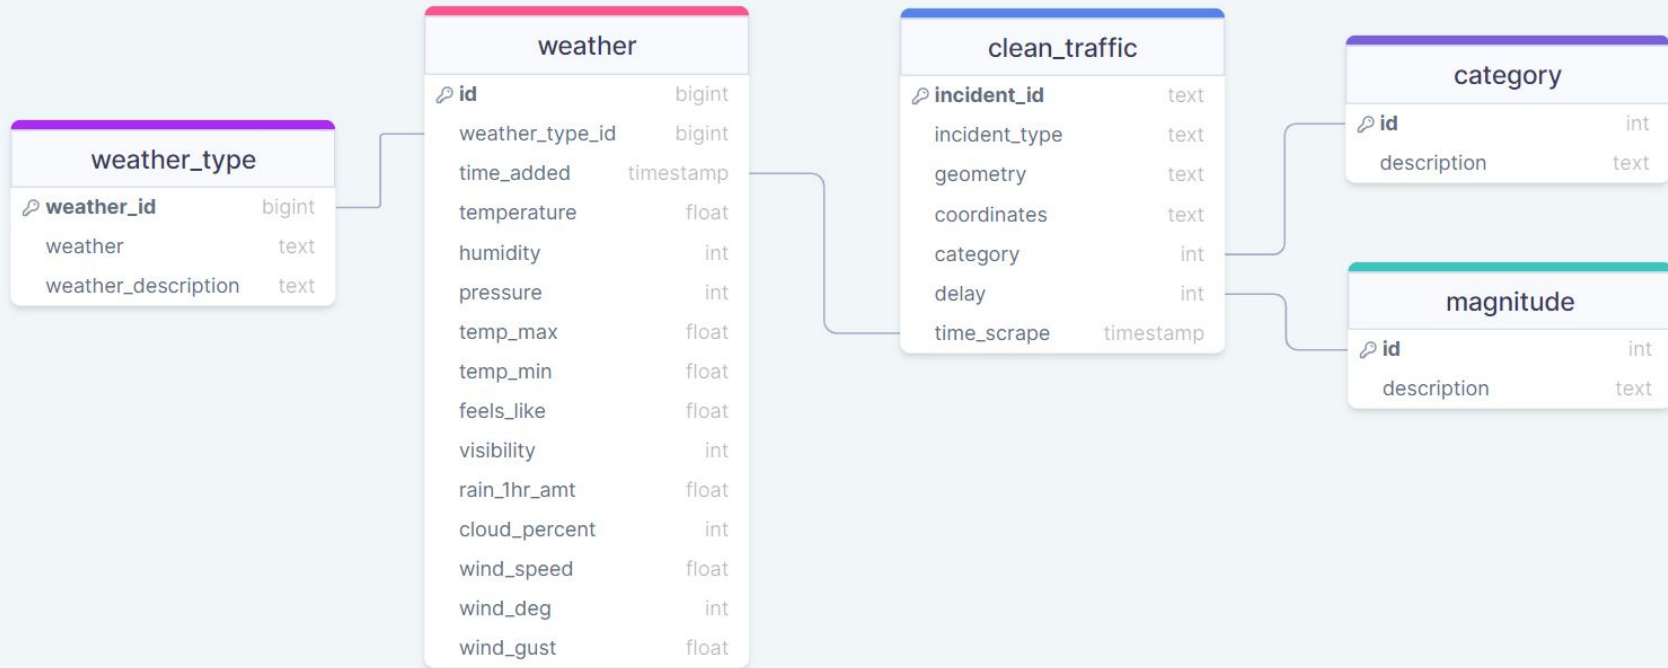 weather_type
weather_id bigint
weather text
weather_description text
weather
id bigint
weather_type_id bigint
time_added timestamp
temperature float
humidity int
pressure int
temp_max float
temp_min float
feels_like float
visibility int
rain_1hr_amt float
cloud_percent int
wind_speed float
wind_deg int
wind_gust float
clean_traffic
incident_id text
incident_type text
geometry text
coordinates text
category int
delay int
time_scrape timestamp
category
id int
description text
magnitude
id int
description text